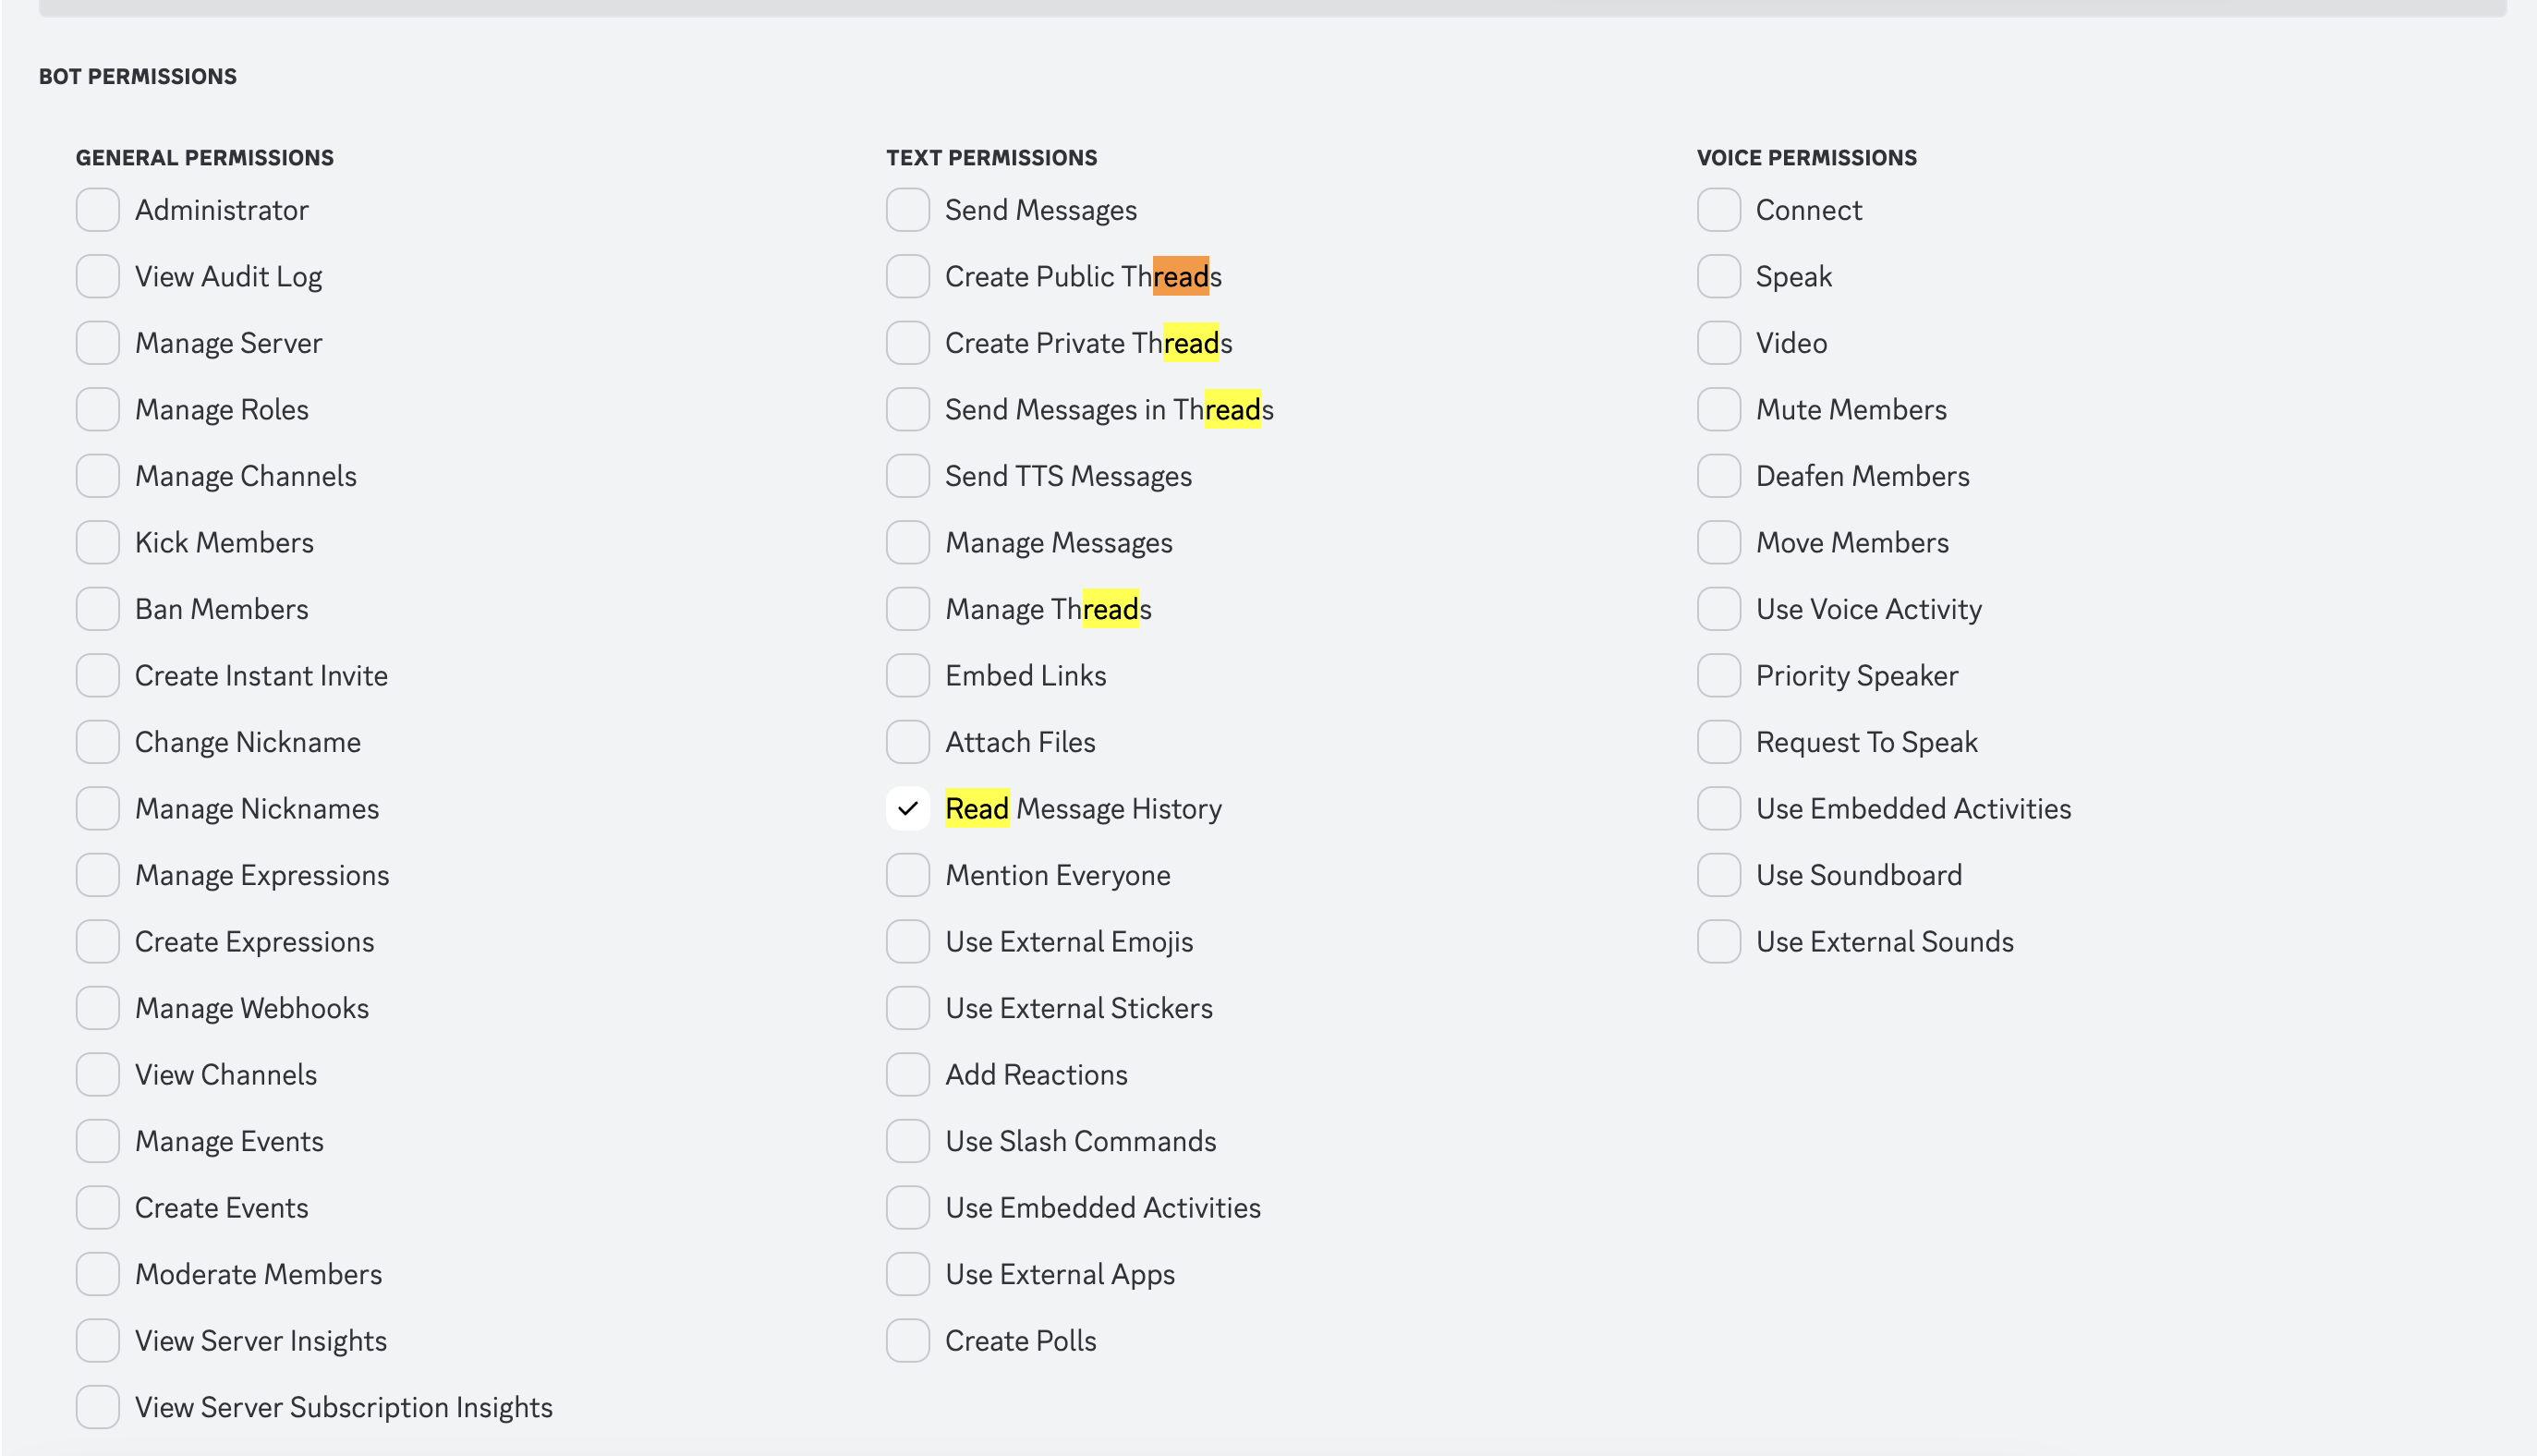 BOT PERMISSIONS
GENERAL PERMISSIONS
Administrator
View Audit Log
Manage Server
Manage Roles
Manage Channels
Kick Members
Ban Members
Create Instant Invite
Change Nickname
Manage Nicknames
Manage Expressions
Create Expressions
Manage Webhooks
View Channels
Manage Events
Create Events
Moderate Members
View Server Insights
View Server Subscription Insights
TEXT PERMISSIONS
Send Messages
Create Public Threads
Create Private Threads
Send Messages in Threads
Send TTS Messages
Manage Messages
Manage Threads
Embed Links
Attach Files
Read Message History
Mention Everyone
Use External Emojis
Use External Stickers
Add Reactions
Use Slash Commands
Use Embedded Activities
Use External Apps
Create Polls
VOICE PERMISSIONS
Connect
Speak
Video
Mute Members
Deafen Members
Move Members
Use Voice Activity
Priority Speaker
Request To Speak
Use Embedded Activities
Use Soundboard
Use External Sounds